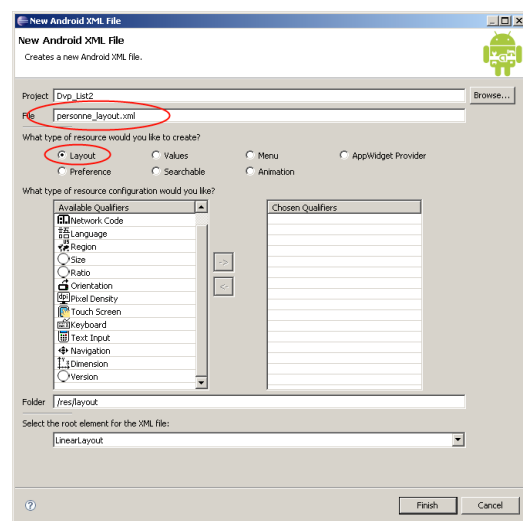 New Android XML File
New Android XML File
Creates a new Android XML file.
Project Dvp_List2 Browse...
File personne_layout.xml
What type of resource would you like to create?
Layout Values Menu AppWidget Provider
Preference Searchable Animation
What type of resource configuration would you like?
Available Qualifiers Chosen Qualifiers
Network Code
Language
Region
Size
Ratio
-> 
Orientation
<-
Pixel Density
Touch Screen
Keyboard
Text Input
Navigation
Dimension
Version
Folder /res/layout
Select the root element for the XML file:
LinearLayout
? Finish Cancel